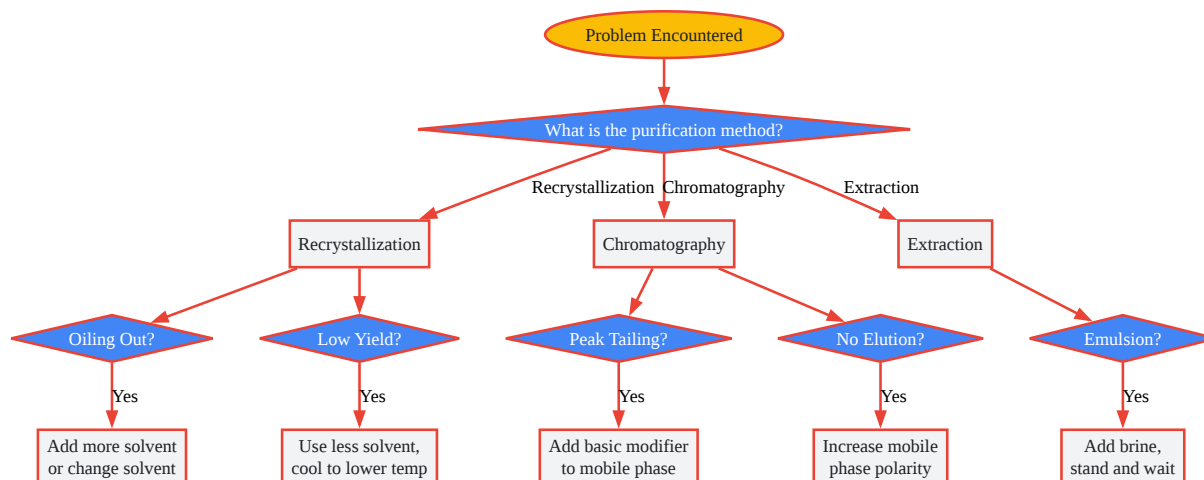 Problem Encountered
What is the purification method?
Recrystallization
Chromatography
Extraction
Recrystallization
Chromatography
Extraction
Oiling Out?
Low Yield?
Peak Tailing?
No Elution?
Emulsion?
Yes
Yes
Yes
Yes
Yes
Add more solvent
or change solvent
Use less solvent,
cool to lower temp
Add basic modifier
to mobile phase
Increase mobile
phase polarity
Add brine,
stand and wait